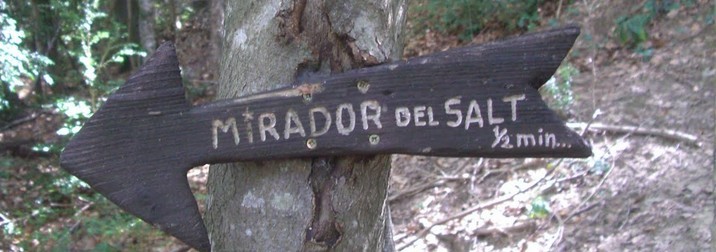 MiRADOR DEL SALT
½ min...